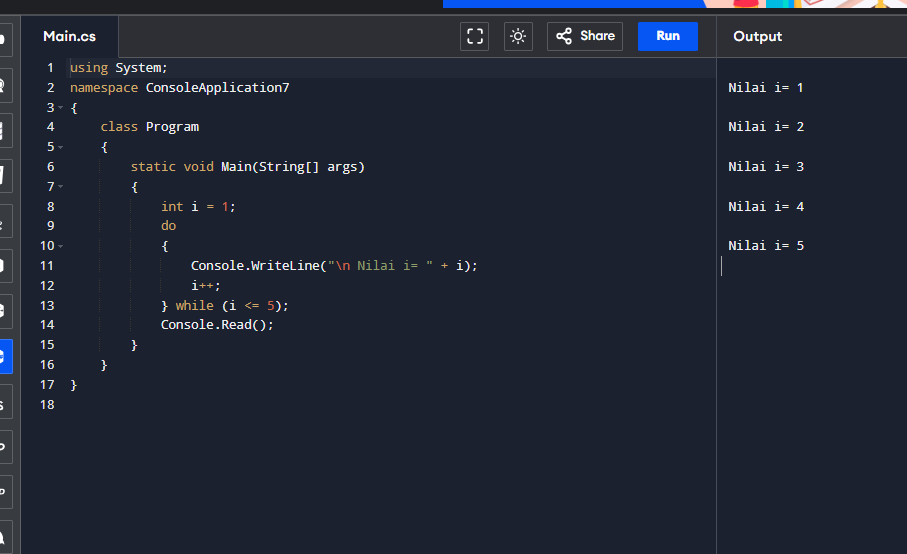 Main.cs
Share
Run
Output
1 using System;
2 namespace ConsoleApplication7
3 {
4     class Program
5     {
6         static void Main(String[] args)
7         {
8             int i = 1;
9             do
10             {
11                 Console.WriteLine("\n Nilai i= " + i);
12                 i++;
13             } while (i <= 5);
14             Console.Read();
15         }
16     }
17 }
18
Nilai i= 1
Nilai i= 2
Nilai i= 3
Nilai i= 4
Nilai i= 5